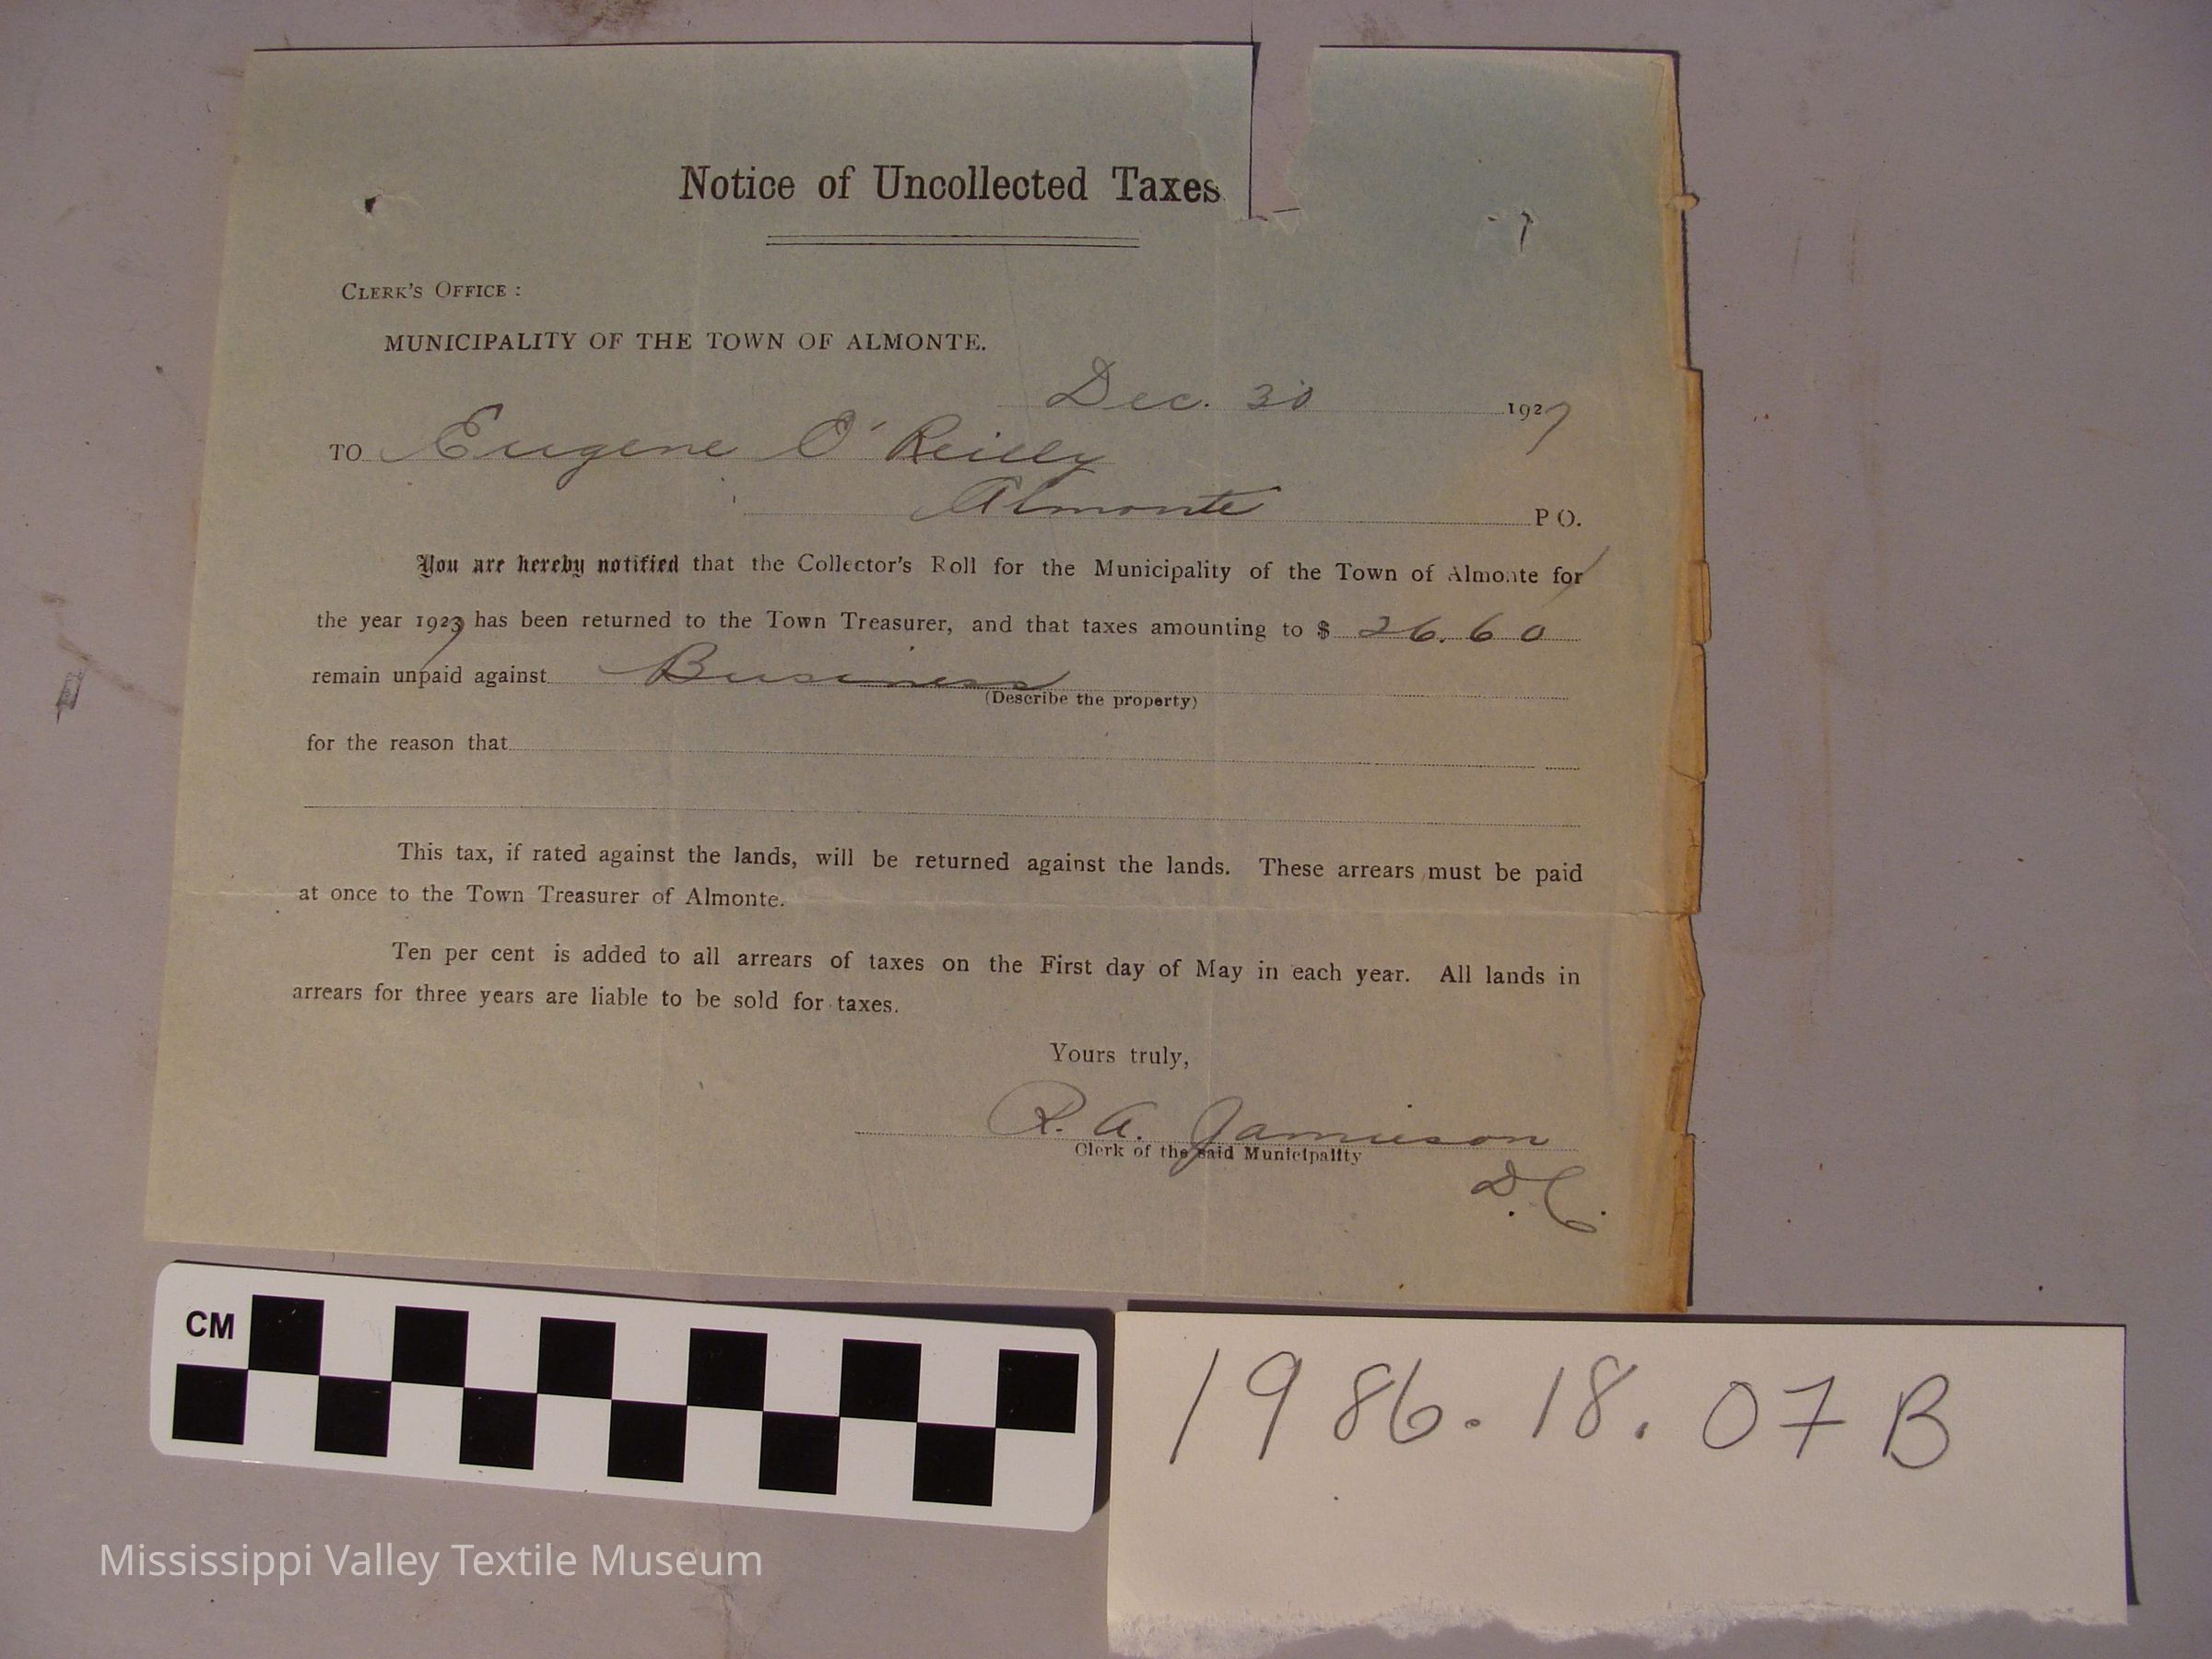 Notice of Uncollected Taxes
CLERK'S OFFICE :
MUNICIPALITY OF THE TOWN OF ALMONTE.
Dec. 30 1927
TO Eugene O'Reilly
Almonte P O.
You are hereby notified that the Collector's Roll for the Municipality of the Town of Almonte for
the year 1927 has been returned to the Town Treasurer, and that taxes amounting to $ 26.60
remain unpaid against Business
(Describe the property)
for the reason that
This tax, if rated against the lands, will be returned against the lands. These arrears must be paid
at once to the Town Treasurer of Almonte.
Ten per cent is added to all arrears of taxes on the First day of May in each year. All lands in
arrears for three years are liable to be sold for taxes.
Yours truly,
R. A. Jamieson
Clerk of the said Municipality
D.C.
CM
1986.18.07B
Mississippi Valley Textile Museum